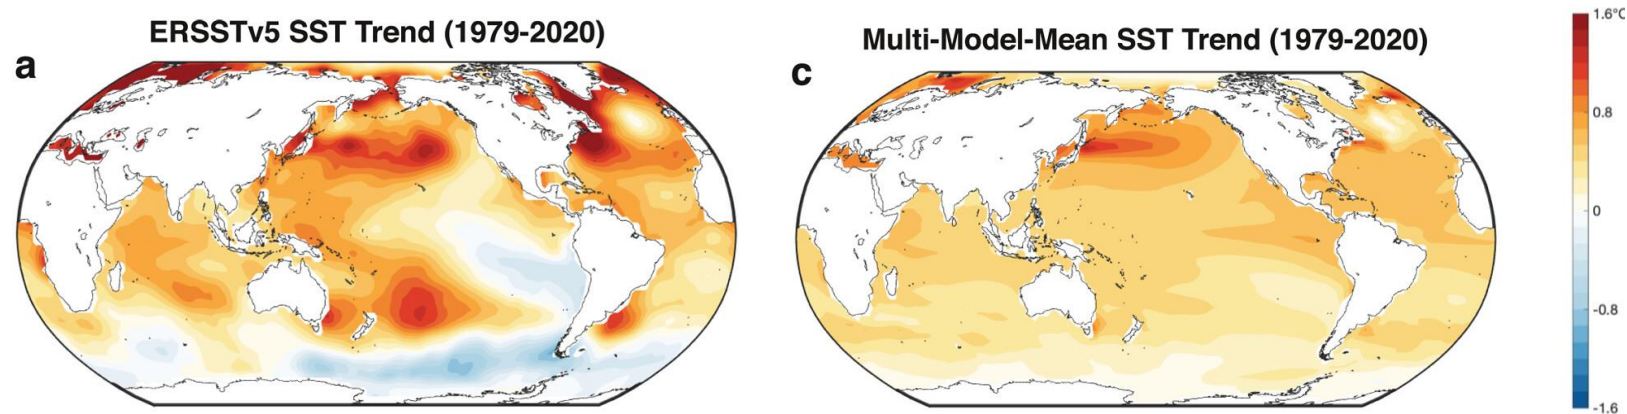 ERSSTv5 SST Trend (1979-2020)
Multi-Model-Mean SST Trend (1979-2020)
a
c
1.6°C
0.8
0
-0.8
-1.6